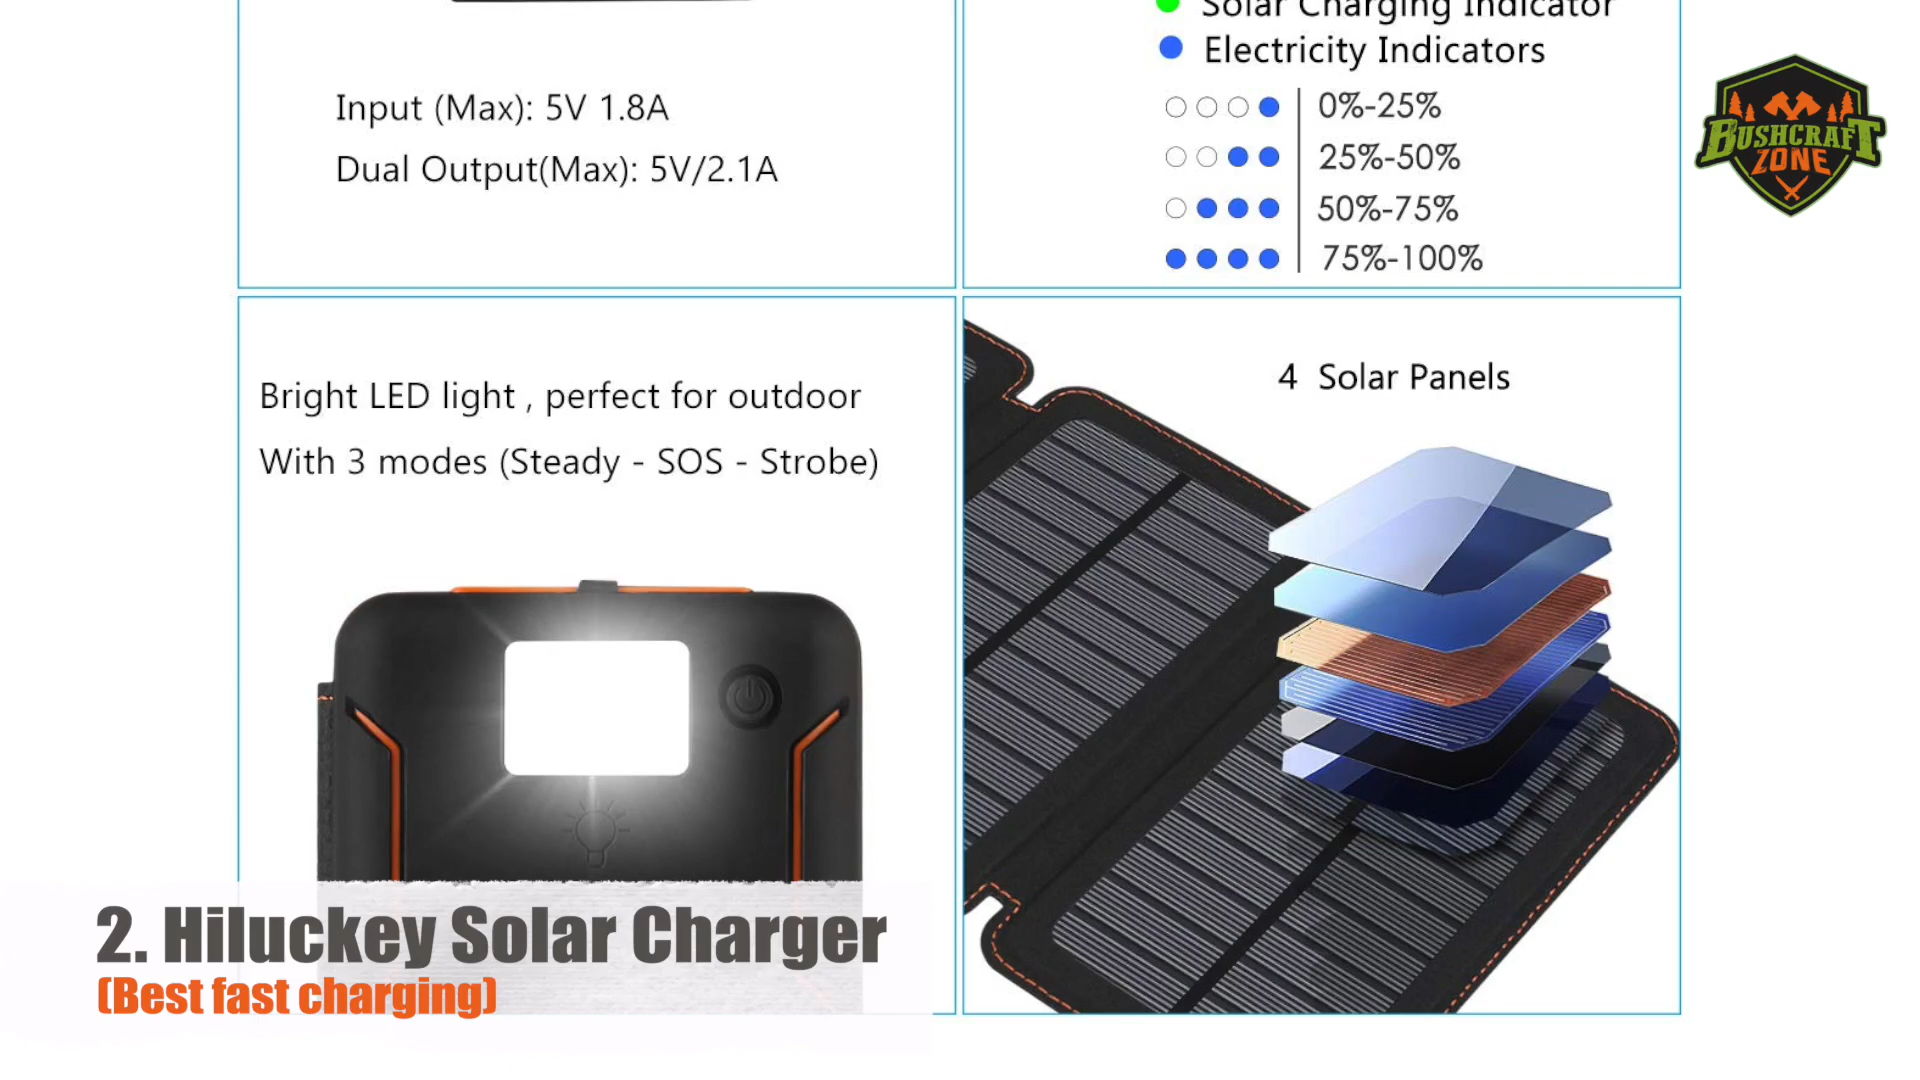 Solar Charging Indicator
Electricity Indicators
Input (Max): 5V 1.8A
Dual Output(Max): 5V/2.1A
0%-25%
25%-50%
50%-75%
75%-100%
BUSHCRAFT
ZONE
Bright LED light , perfect for outdoor
With 3 modes (Steady - SOS - Strobe)
4 Solar Panels
2. Hiluckey Solar Charger
(Best fast charging)